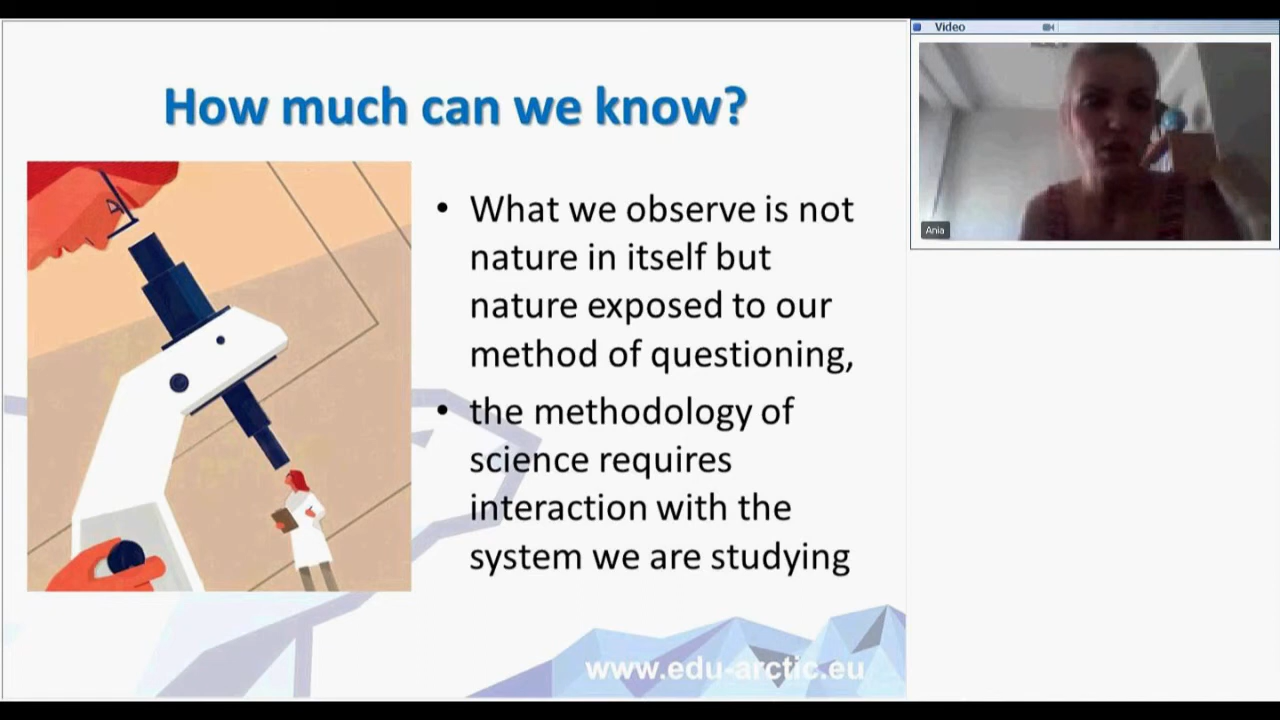 How much can we know?
• What we observe is not
nature in itself but
nature exposed to our
method of questioning,
• the methodology of
science requires
interaction with the
system we are studying
www.edu-arctic.eu
Video
Ania